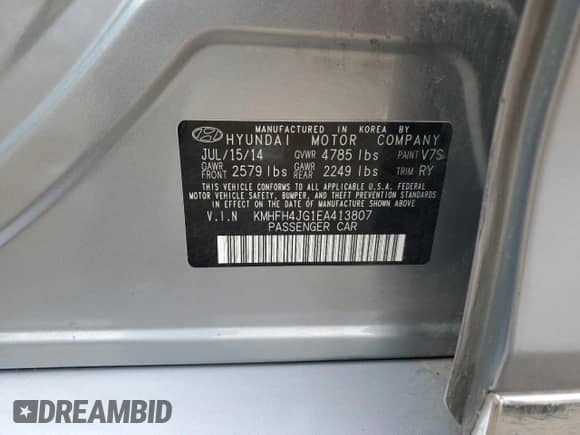 MANUFACTURED IN KOREA BY
HYUNDAI MOTOR COMPANY
JUL/15/14 GVWR 4785 lbs PAINT V7S
GAWR FRONT 2579 lbs GAWR REAR 2249 lbs TRIM RY
THIS VEHICLE CONFORMS TO ALL APPLICABLE U.S.A. FEDERAL
MOTOR VEHICLE SAFETY, BUMPER, AND THEFT PREVENTION STANDARDS
IN EFFECT ON THE DATE OF MANUFACTURE SHOWN ABOVE.
V.I.N KMHFH4JG1EA413807
PASSENGER CAR
DREAMBID